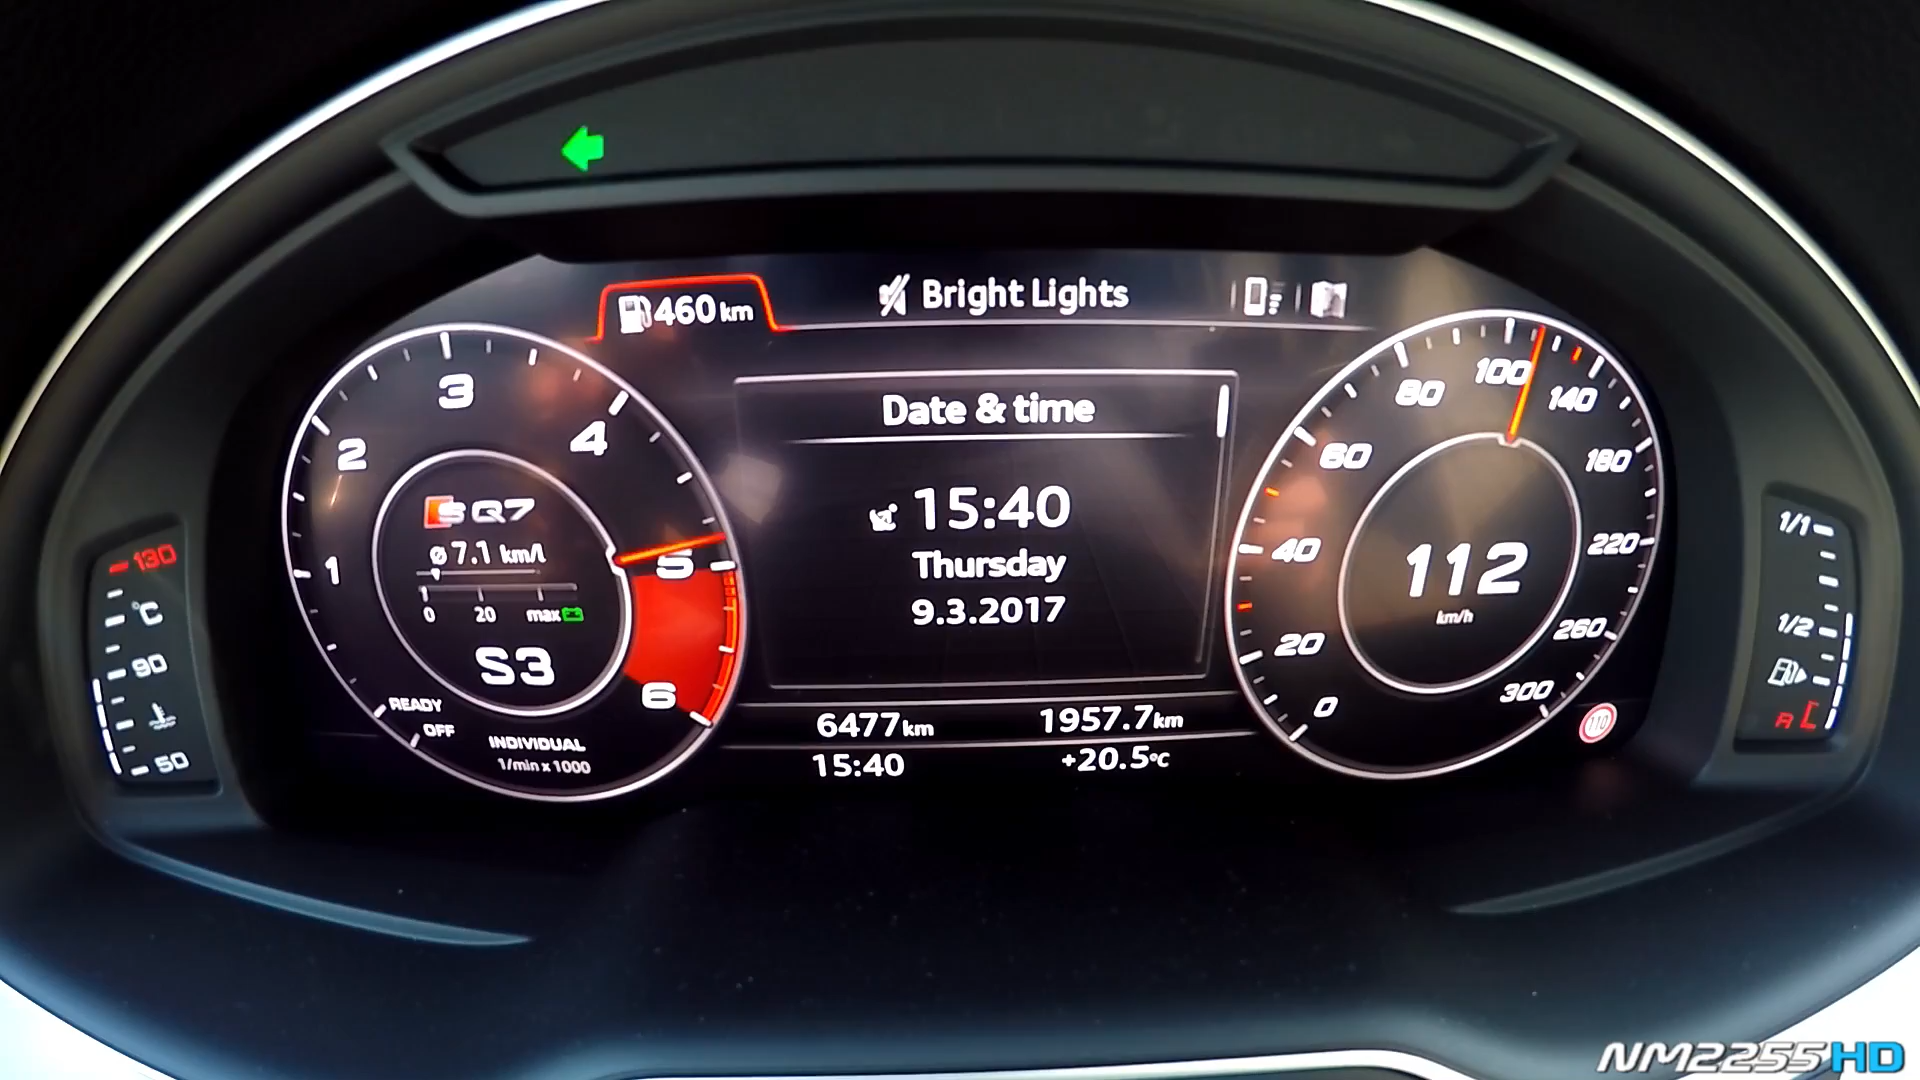 460 km
Bright Lights
Date & time
15:40
Thursday
9.3.2017
6477 km
1957.7 km
15:40
+20.5°C
1
2
3
4
5
6
SQ7
ø 7.1 km/l
0 20 max
S3
READY
OFF
INDIVIDUAL
1/min x 1000
0
20
40
60
80
100
140
180
220
260
300
112
km/h
110
130
°C
90
50
1/1
1/2
R
NM2255HD